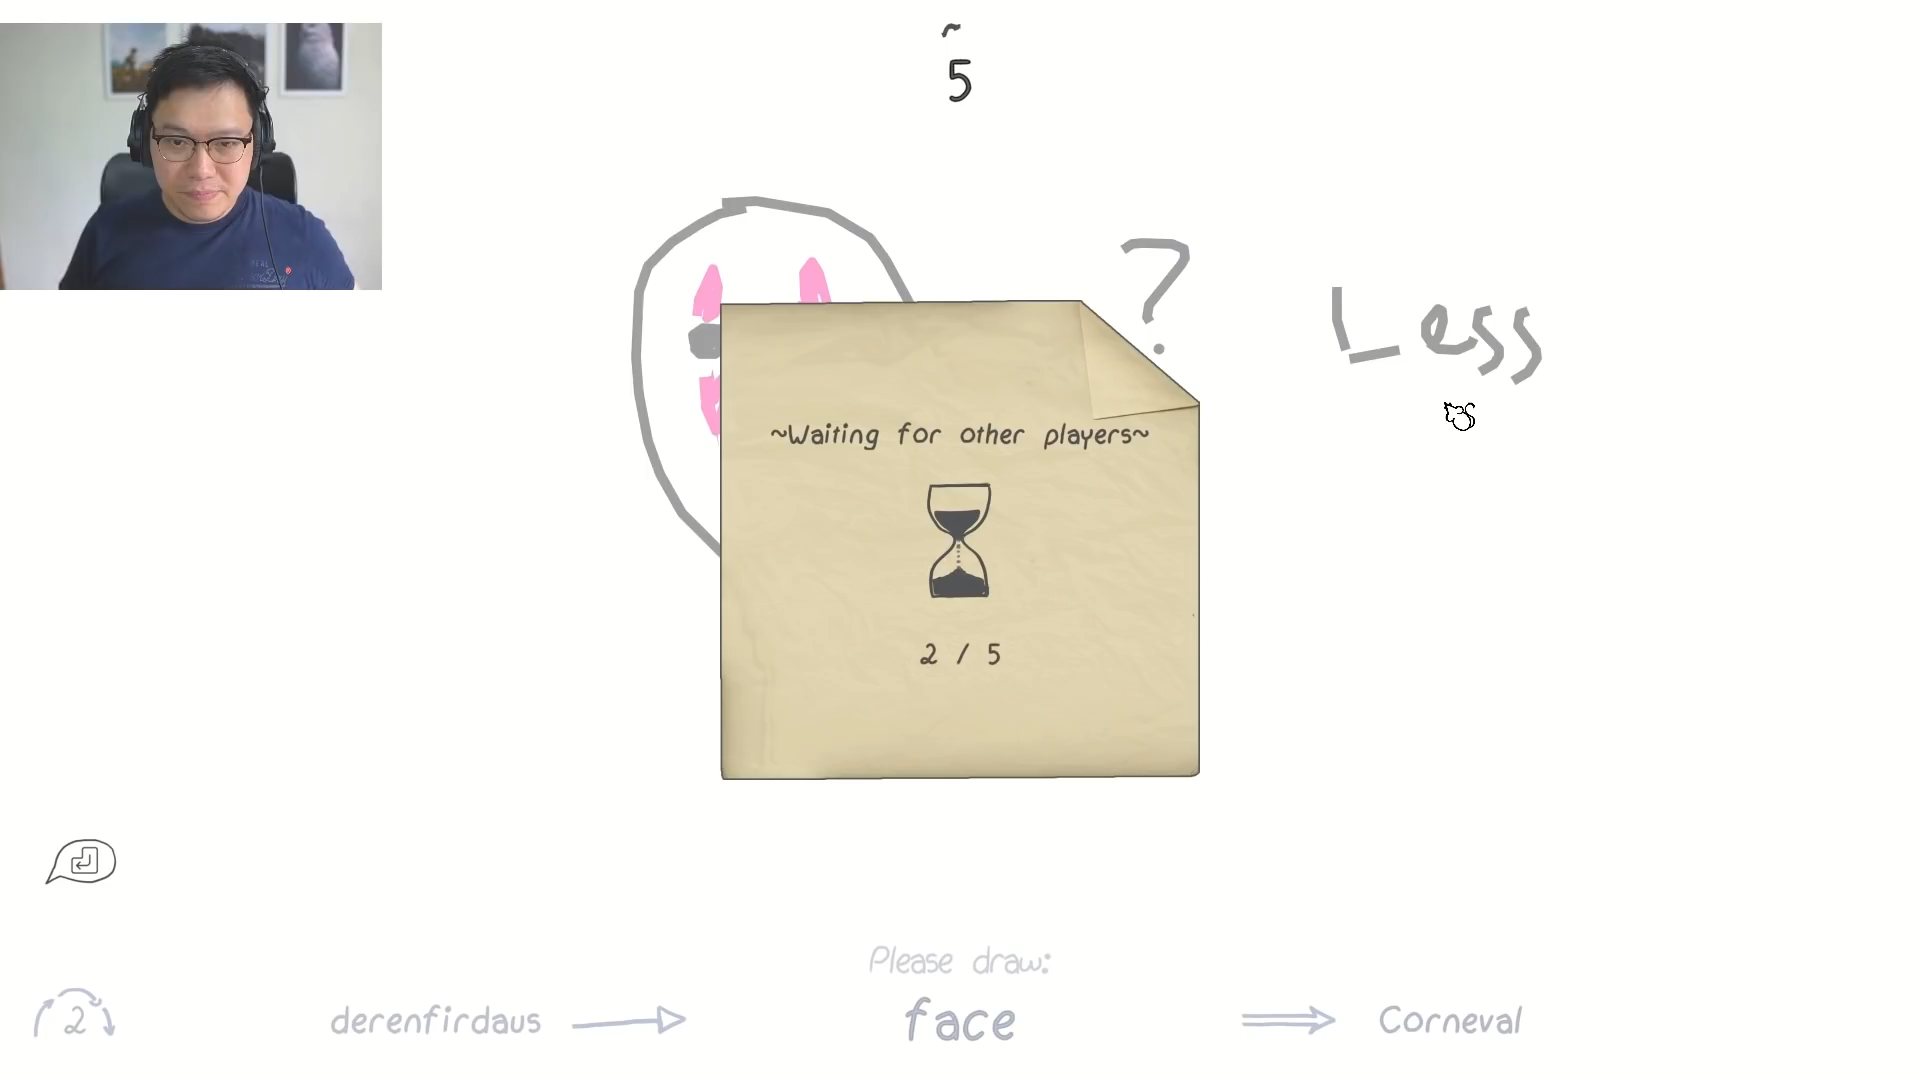 5
?
Less
~Waiting for other players~
2 / 5
Please draw:
2
derenfirdaus
face
Corneval